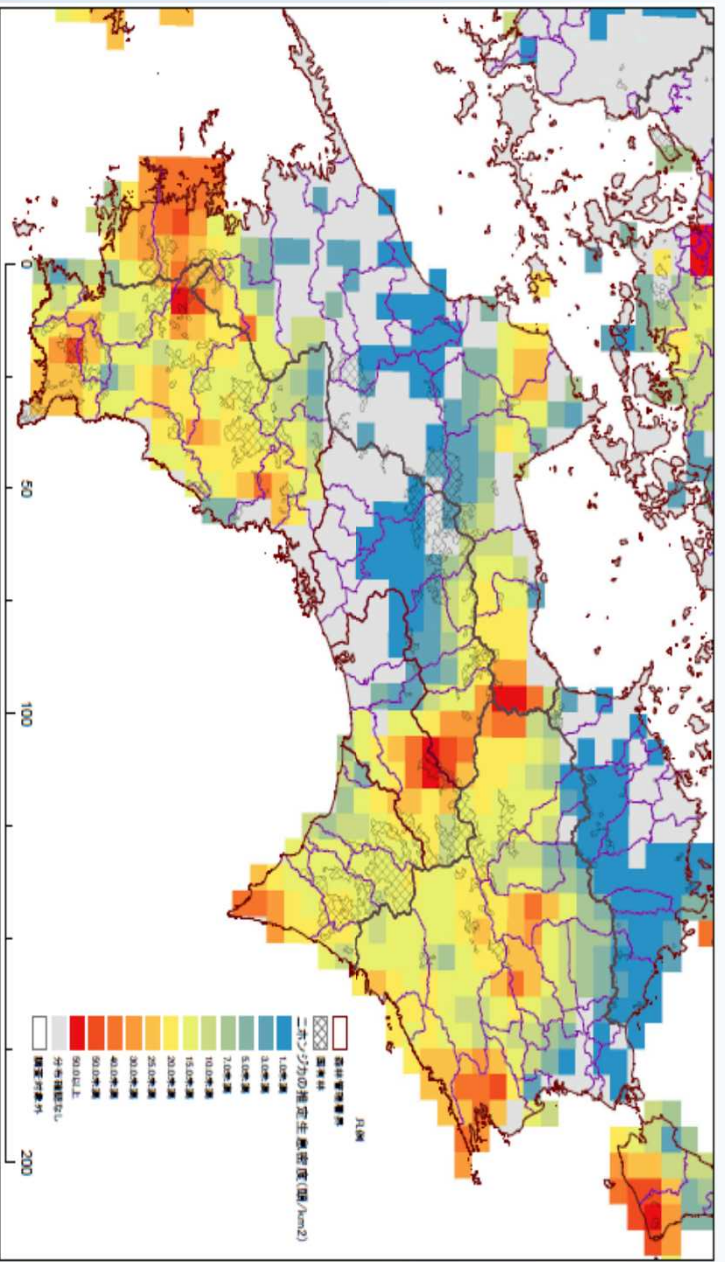 凡例
森林管理署界
国有林
ニホンジカの推定生息密度(頭/km2)
1.0未満
3.0未満
5.0未満
7.0未満
10.0未満
15.0未満
20.0未満
25.0未満
30.0未満
40.0未満
50.0未満
50.0以上
分布確認なし
調査対象外
0
50
100
200